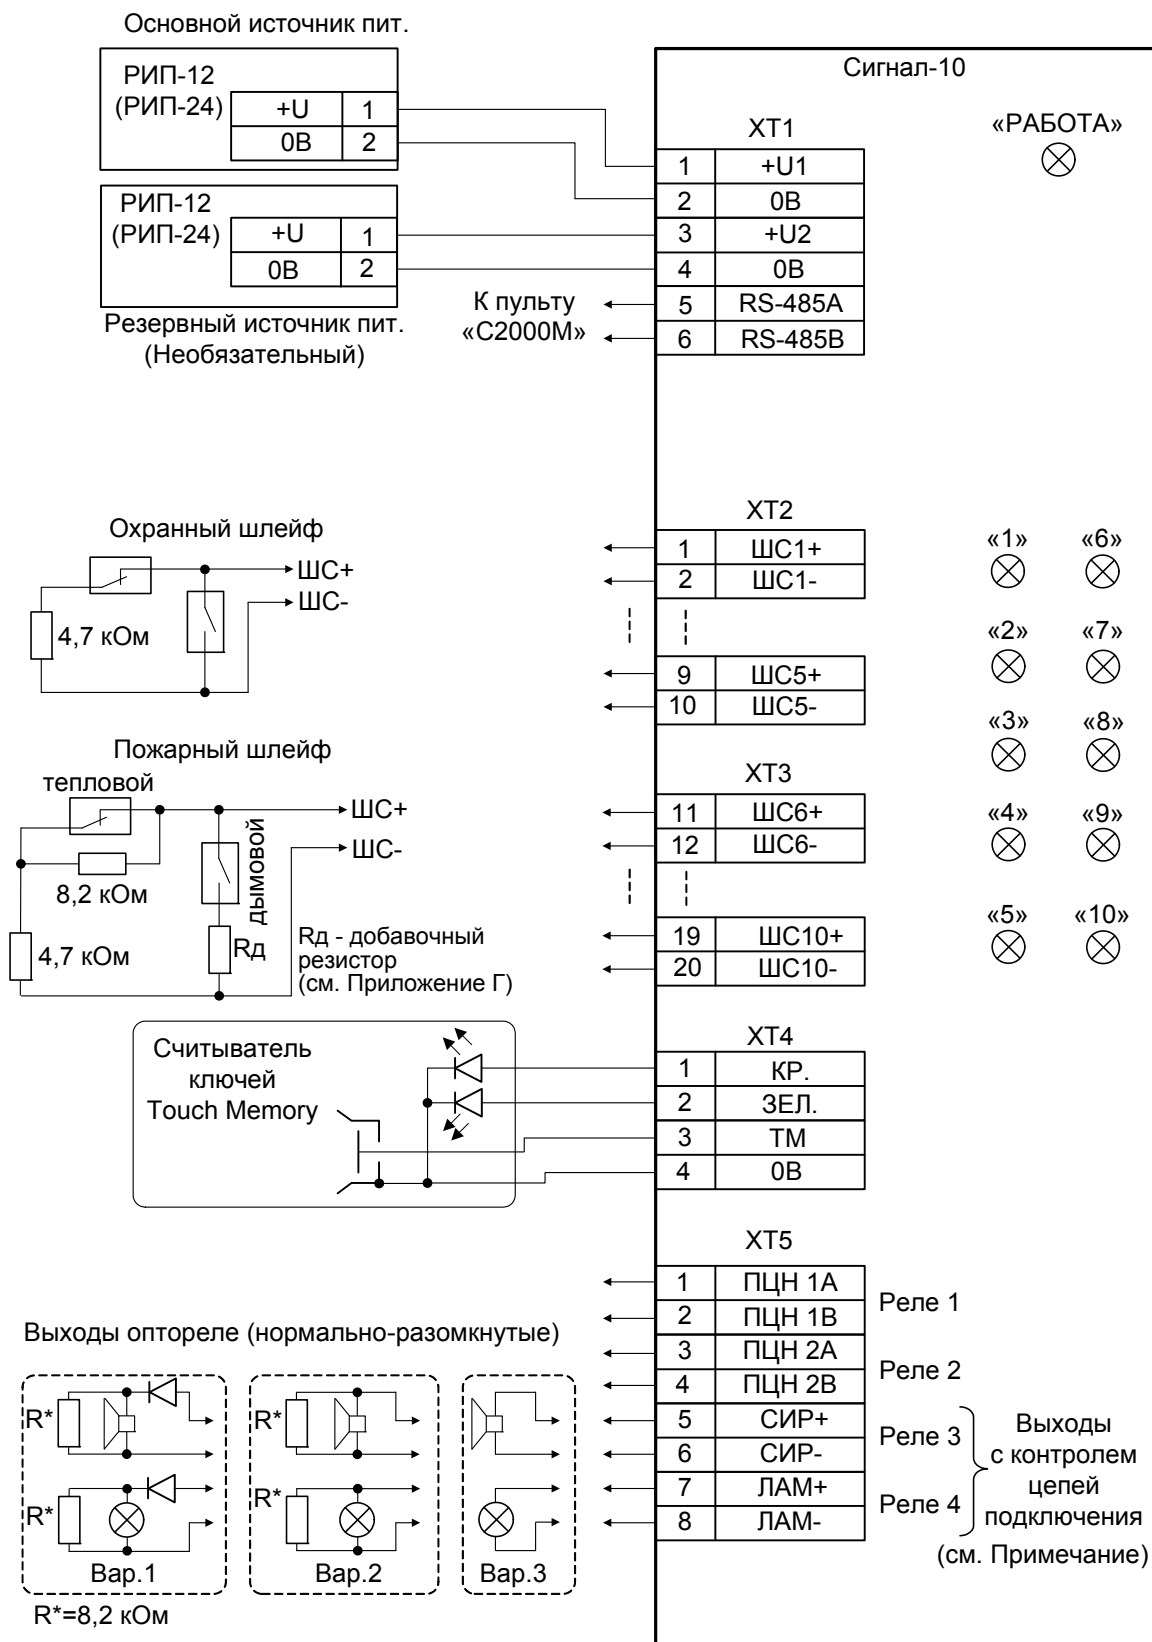 Основной источник пит.
РИП-12
(РИП-24)
+U 1
0В 2
РИП-12
(РИП-24)
+U 1
0В 2
Резервный источник пит.
(Необязательный)
К пульту
«С2000М»
Сигнал-10
«РАБОТА»
XT1
1 +U1
2 0В
3 +U2
4 0В
5 RS-485A
6 RS-485B
Охранный шлейф
ШС+
ШС-
4,7 кОм
XT2
1 ШС1+
2 ШС1-
9 ШС5+
10 ШС5-
«1» «6»
«2» «7»
«3» «8»
«4» «9»
«5» «10»
Пожарный шлейф
тепловой
ШС+
ШС-
8,2 кОм
дымовой
4,7 кОм
Rд
Rд - добавочный
резистор
(см. Приложение Г)
XT3
11 ШС6+
12 ШС6-
19 ШС10+
20 ШС10-
Считыватель
ключей
Touch Memory
XT4
1 КР.
2 ЗЕЛ.
3 ТМ
4 0В
XT5
1 ПЦН 1А
2 ПЦН 1В
3 ПЦН 2А
4 ПЦН 2В
5 СИР+
6 СИР-
7 ЛАМ+
8 ЛАМ-
Реле 1
Реле 2
Реле 3
Реле 4
Выходы
с контролем
цепей
подключения
(см. Примечание)
Выходы оптореле (нормально-разомкнутые)
R*
R*
Вар.1
R*
R*
Вар.2
Вар.3
R*=8,2 кОм